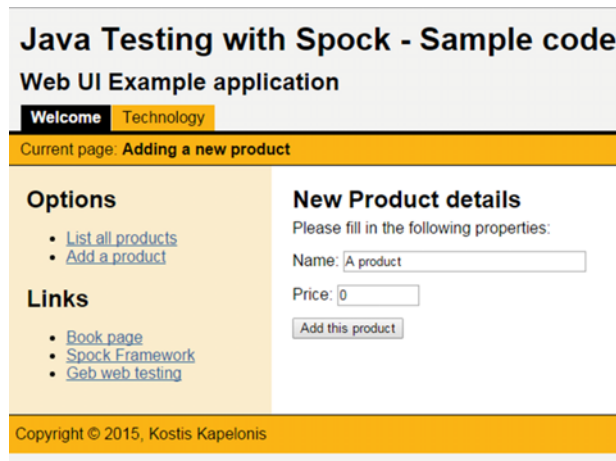 Java Testing with Spock - Sample code
Web UI Example application
Welcome Technology
Current page: Adding a new product
Options
List all products
Add a product
Links
Book page
Spock Framework
Geb web testing
New Product details
Please fill in the following properties:
Name: A product
Price: 0
Add this product
Copyright © 2015, Kostis Kapelonis